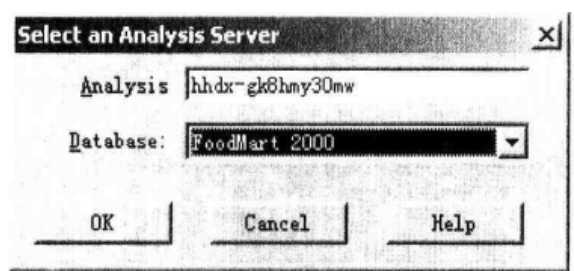 Select an Analysis Server
Analysis hhdx-gk8hmy30mw
Database: FoodMart 2000
OK Cancel Help